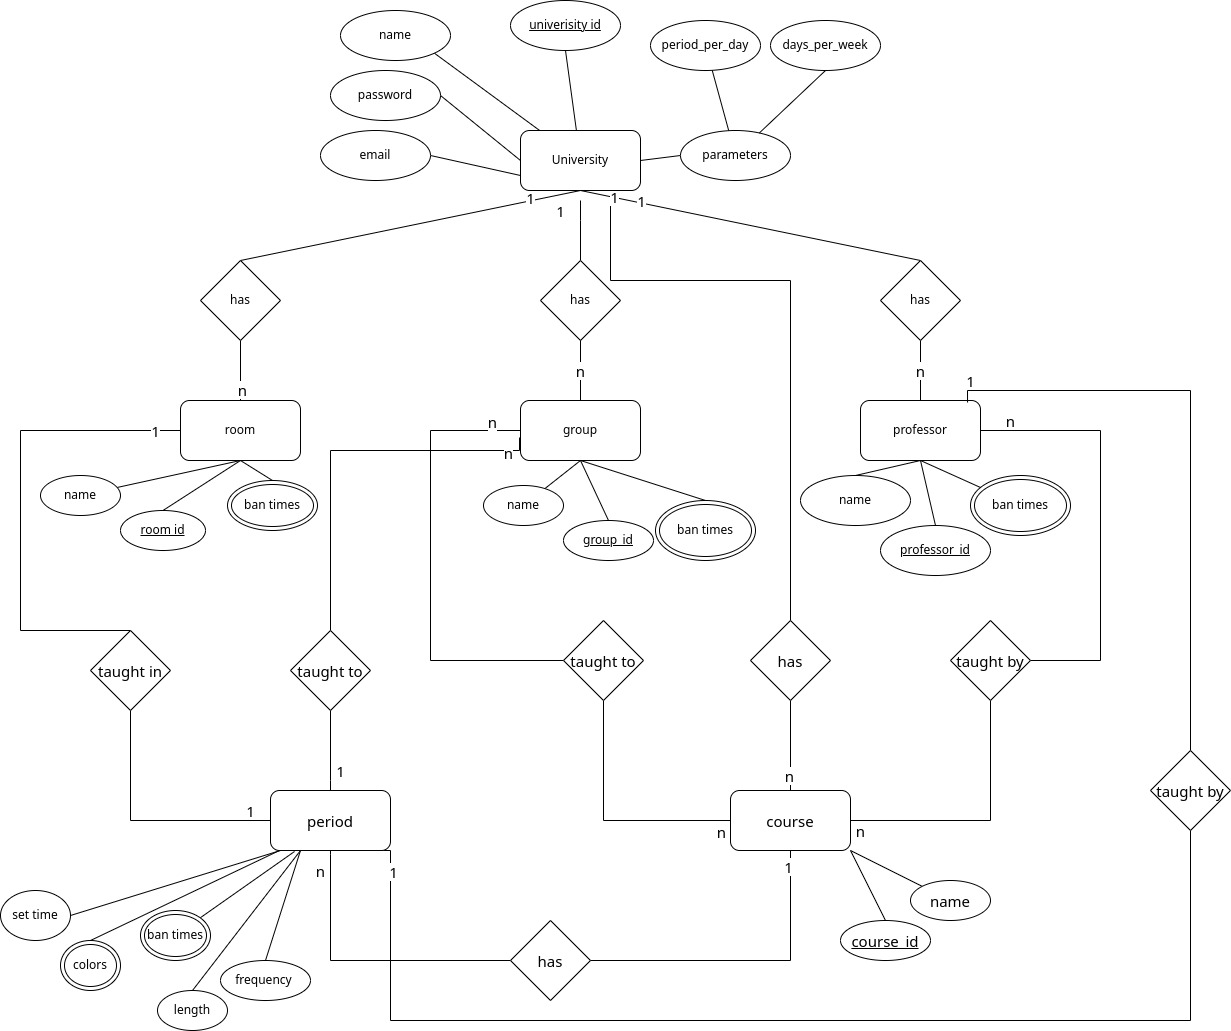 univerisity id
name
period_per_day
days_per_week
password
email
University
parameters
1
1
1
1
has
has
has
n
n
n
1
room
1
n
group
n
professor
n
name
room id
ban times
name
group_id
ban times
name
professor_id
ban times
taught in
taught to
taught to
has
taught by
taught by
1
n
1
period
n
course
n
n
1
1
set time
colors
ban times
length
frequency
has
name
course_id